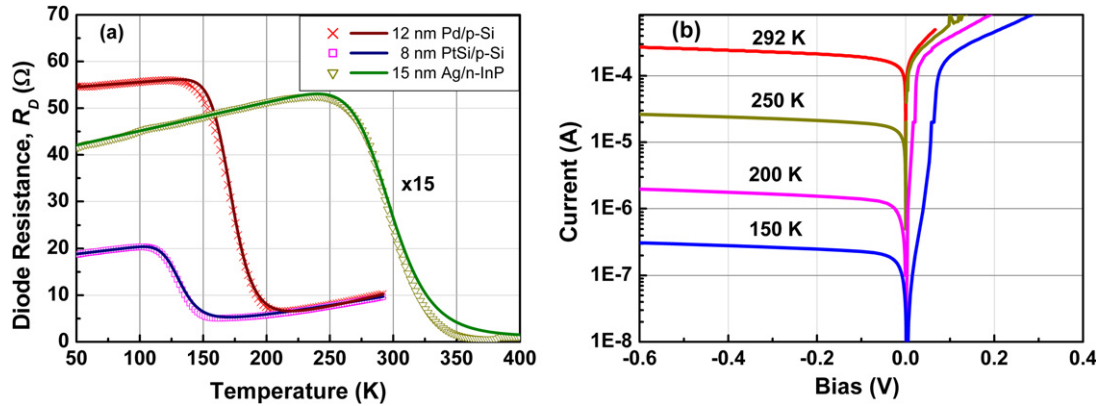 (a)
12 nm Pd/p-Si
8 nm PtSi/p-Si
15 nm Ag/n-InP
x15
Diode Resistance, R_D (Ω)
70
60
50
40
30
20
10
0
50 100 150 200 250 300 350 400
Temperature (K)
(b)
292 K
250 K
200 K
150 K
Current (A)
1E-4
1E-5
1E-6
1E-7
1E-8
-0.6 -0.4 -0.2 0.0 0.2 0.4
Bias (V)